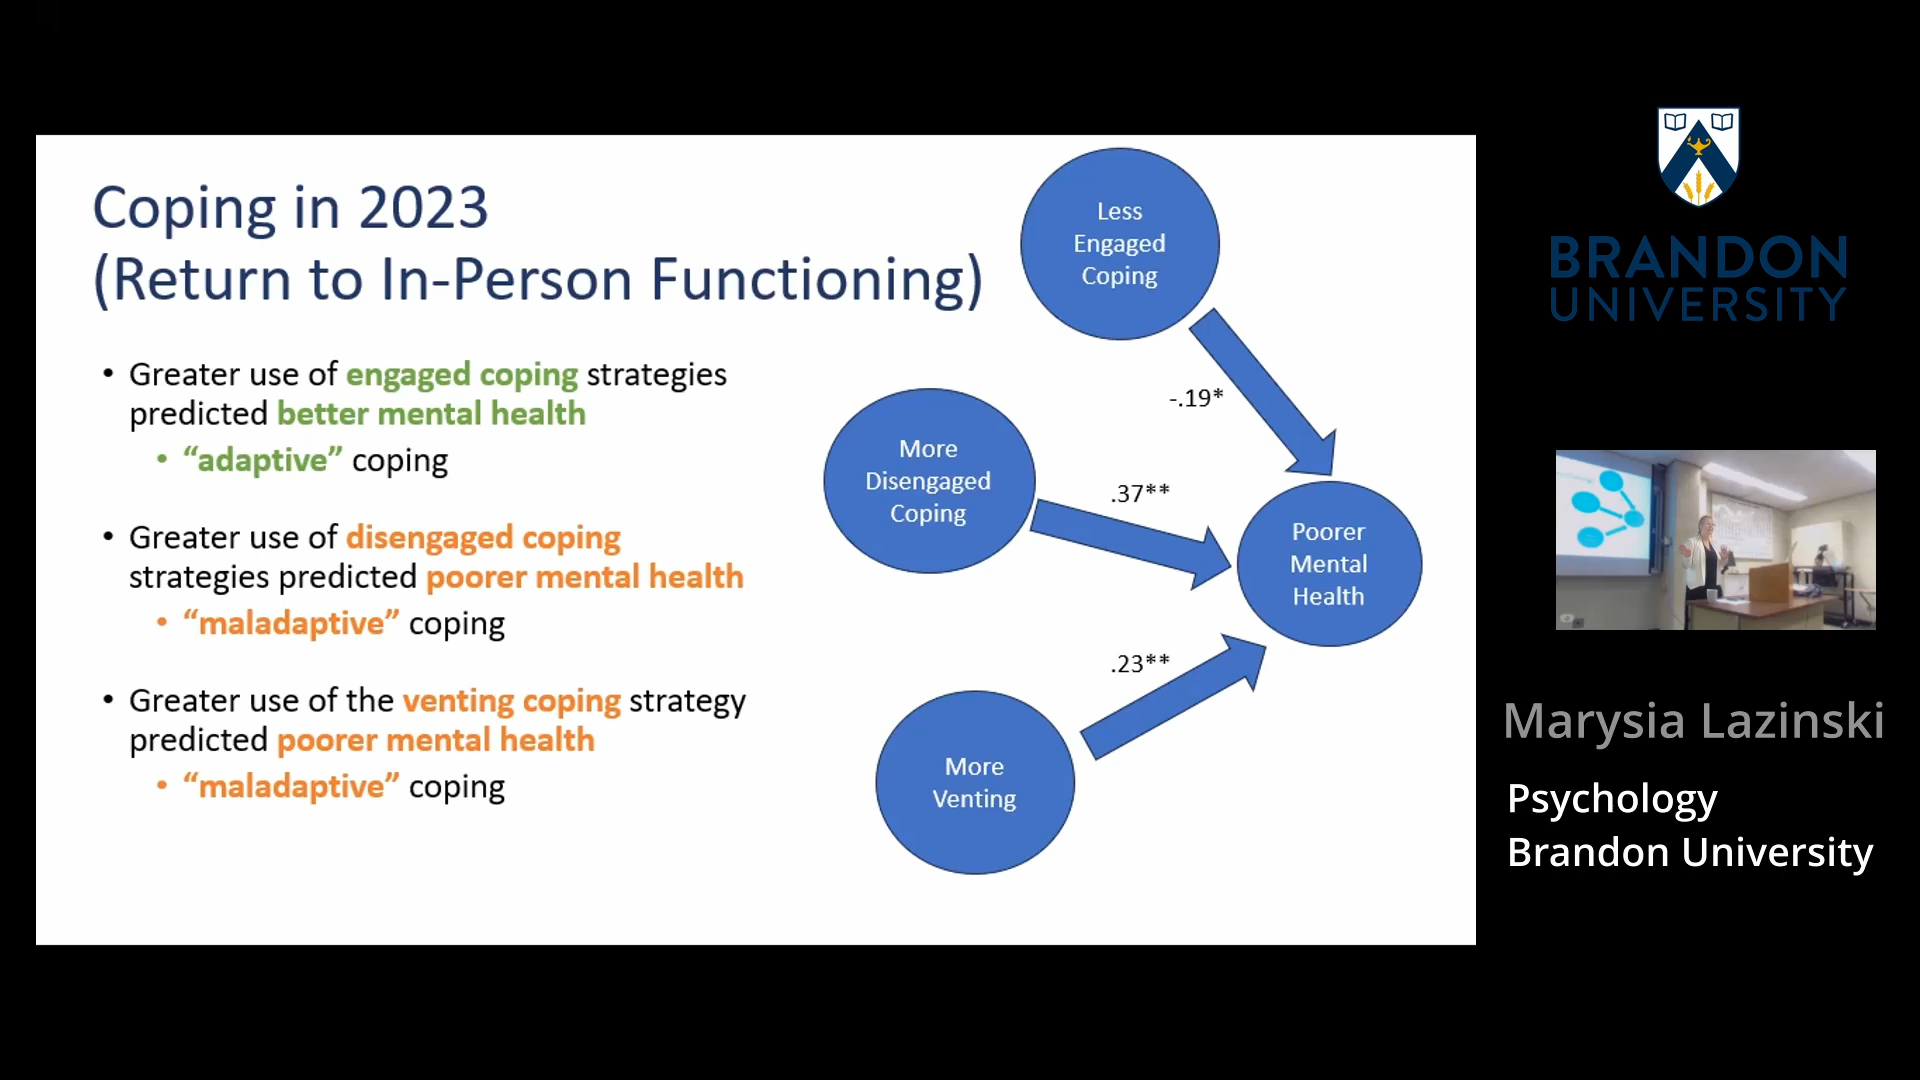 Coping in 2023
(Return to In-Person Functioning)
• Greater use of engaged coping strategies
predicted better mental health
• “adaptive” coping
• Greater use of disengaged coping
strategies predicted poorer mental health
• “maladaptive” coping
• Greater use of the venting coping strategy
predicted poorer mental health
• “maladaptive” coping
Less
Engaged
Coping
-.19*
More
Disengaged
Coping
.37**
Poorer
Mental
Health
.23**
More
Venting
BRANDON
UNIVERSITY
Marysia Lazinski
Psychology
Brandon University